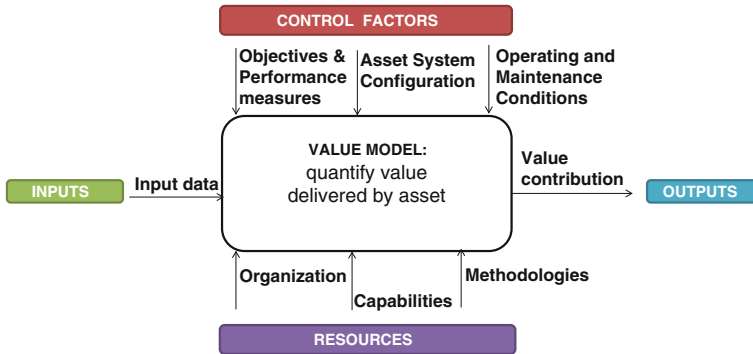 CONTROL FACTORS
Objectives &
Performance
measures
Asset System
Configuration
Operating and
Maintenance
Conditions
VALUE MODEL:
quantify value
delivered by asset
INPUTS
Input data
Value
contribution
OUTPUTS
Organization
Capabilities
Methodologies
RESOURCES